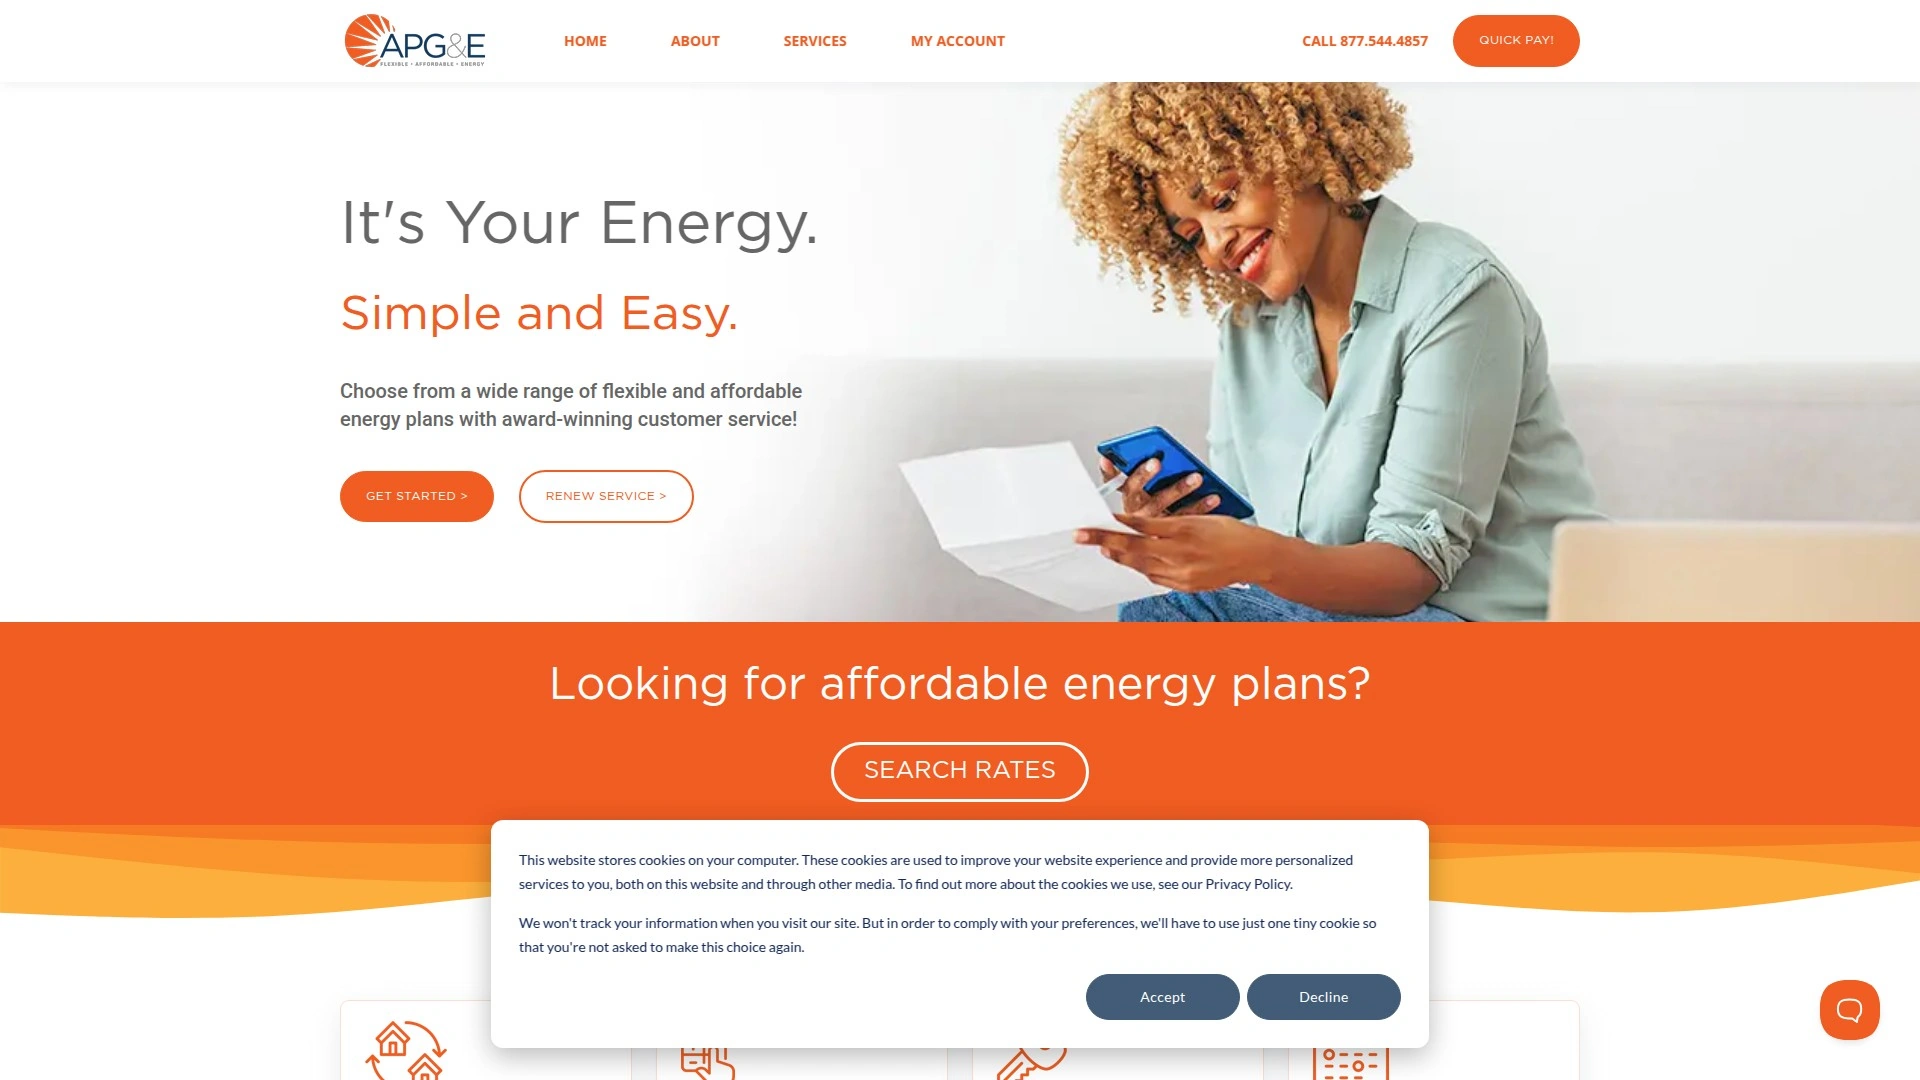 APG&E
FLEXIBLE • AFFORDABLE • ENERGY
HOME
ABOUT
SERVICES
MY ACCOUNT
CALL 877.544.4857
QUICK PAY!
It's Your Energy.
Simple and Easy.
Choose from a wide range of flexible and affordable
energy plans with award-winning customer service!
GET STARTED >
RENEW SERVICE >
Looking for affordable energy plans?
SEARCH RATES
This website stores cookies on your computer. These cookies are used to improve your website experience and provide more personalized
services to you, both on this website and through other media. To find out more about the cookies we use, see our Privacy Policy.
We won't track your information when you visit our site. But in order to comply with your preferences, we'll have to use just one tiny cookie so
that you're not asked to make this choice again.
Accept
Decline